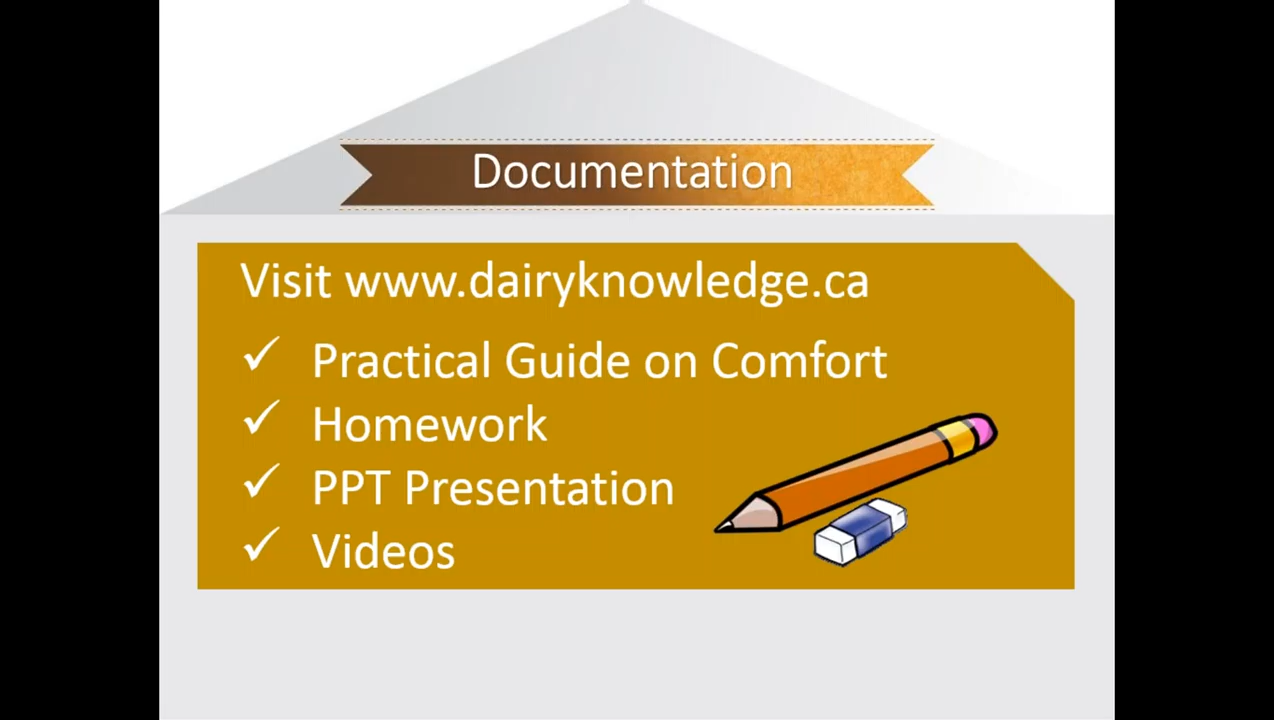 Documentation
Visit www.dairyknowledge.ca
✓ Practical Guide on Comfort
✓ Homework
✓ PPT Presentation
✓ Videos